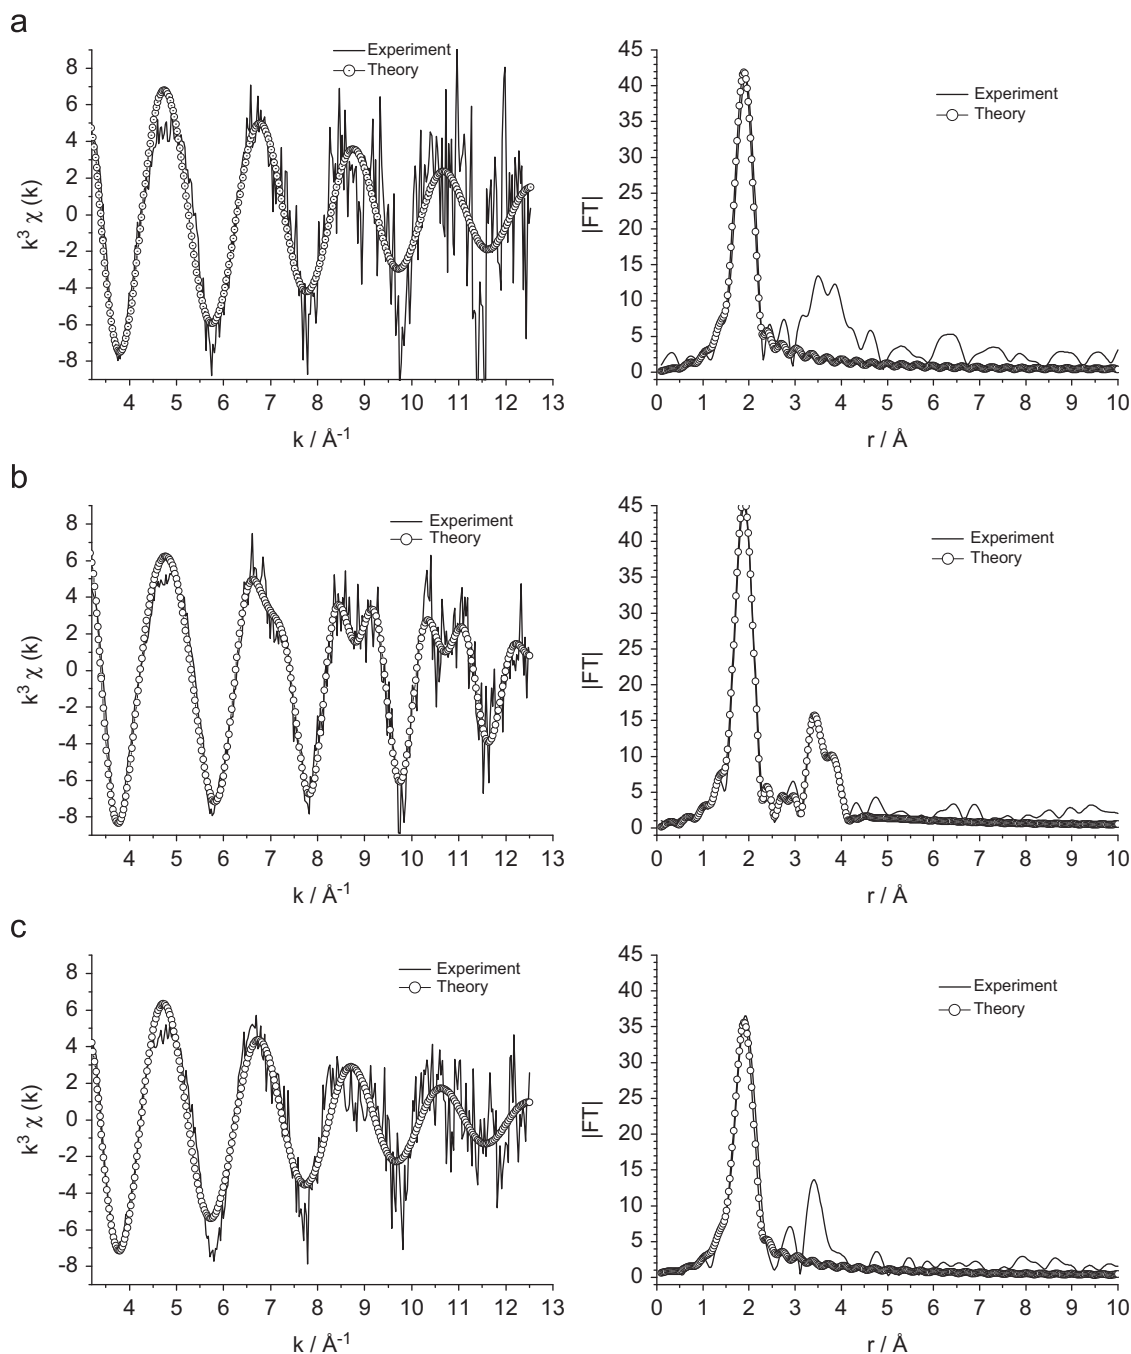 a
Experiment
Theory
8
6
4
2
0
-2
-4
-6
-8
k³ χ (k)
4 5 6 7 8 9 10 11 12 13
k / Å⁻¹
45
40
35
30
25
20
15
10
5
0
|FT|
Experiment
Theory
0 1 2 3 4 5 6 7 8 9 10
r / Å
b
Experiment
Theory
8
6
4
2
0
-2
-4
-6
-8
k³ χ (k)
4 5 6 7 8 9 10 11 12 13
k / Å⁻¹
45
40
35
30
25
20
15
10
5
0
|FT|
Experiment
Theory
0 1 2 3 4 5 6 7 8 9 10
r / Å
c
Experiment
Theory
8
6
4
2
0
-2
-4
-6
-8
k³ χ (k)
4 5 6 7 8 9 10 11 12 13
k / Å⁻¹
45
40
35
30
25
20
15
10
5
0
|FT|
Experiment
Theory
0 1 2 3 4 5 6 7 8 9 10
r / Å